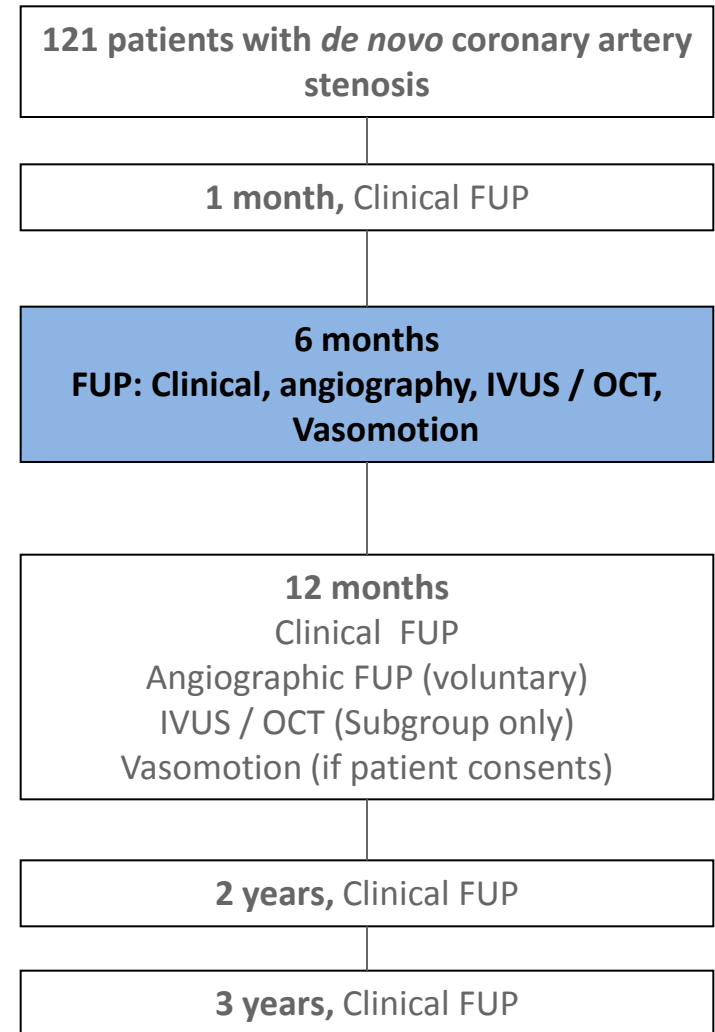 121 patients with de novo coronary artery
stenosis
1 month, Clinical FUP
6 months
FUP: Clinical, angiography, IVUS / OCT,
Vasomotion
12 months
Clinical FUP
Angiographic FUP (voluntary)
IVUS / OCT (Subgroup only)
Vasomotion (if patient consents)
2 years, Clinical FUP
3 years, Clinical FUP